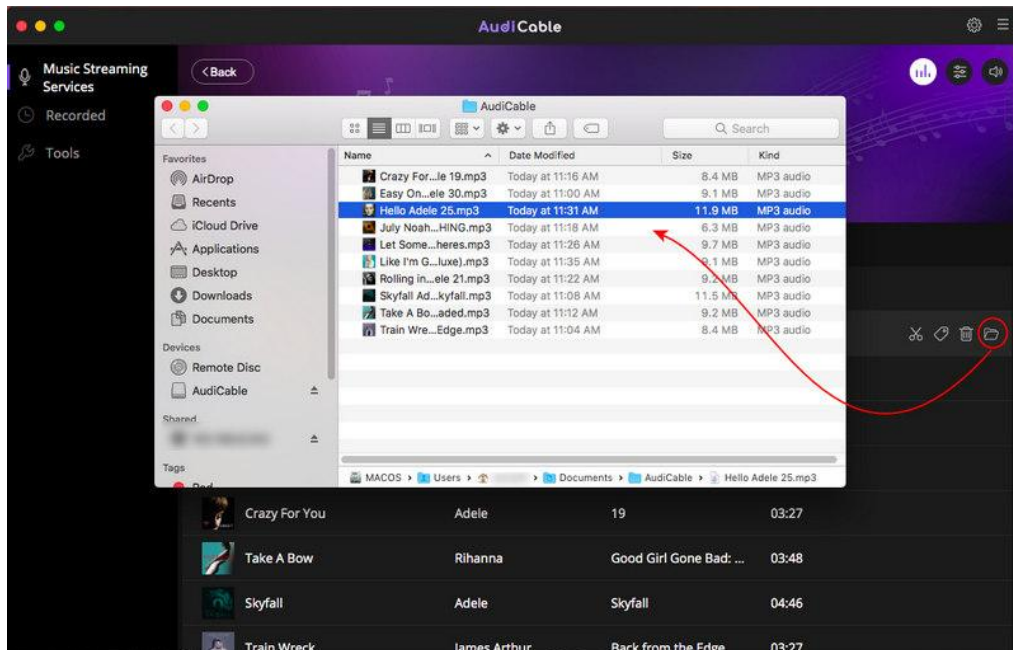 AudiCable
Music Streaming
Services
Recorded
Tools
<Back
AudiCable
Search
Favorites
AirDrop
Recents
iCloud Drive
Applications
Desktop
Downloads
Documents
Devices
Remote Disc
AudiCable
Shared
Tags
Red
Name Date Modified Size Kind
Crazy For...le 19.mp3 Today at 11:16 AM 8.4 MB MP3 audio
Easy On...ele 30.mp3 Today at 11:00 AM 9.1 MB MP3 audio
Hello Adele 25.mp3 Today at 11:31 AM 11.9 MB MP3 audio
July Noah...HING.mp3 Today at 11:18 AM 6.3 MB MP3 audio
Let Some...heres.mp3 Today at 11:26 AM 9.7 MB MP3 audio
Like I'm G...luxe).mp3 Today at 11:35 AM 9.1 MB MP3 audio
Rolling in...ele 21.mp3 Today at 11:22 AM 9.2 MB MP3 audio
Skyfall Ad...kyfall.mp3 Today at 11:08 AM 11.5 MB MP3 audio
Take A Bo...aded.mp3 Today at 11:12 AM 9.2 MB MP3 audio
Train Wre...Edge.mp3 Today at 11:04 AM 8.4 MB MP3 audio
MACOS › Users › › Documents › AudiCable › Hello Adele 25.mp3
Crazy For You Adele 19 03:27
Take A Bow Rihanna Good Girl Gone Bad: ... 03:48
Skyfall Adele Skyfall 04:46
Train Wreck James Arthur Back from the Edge 03:27